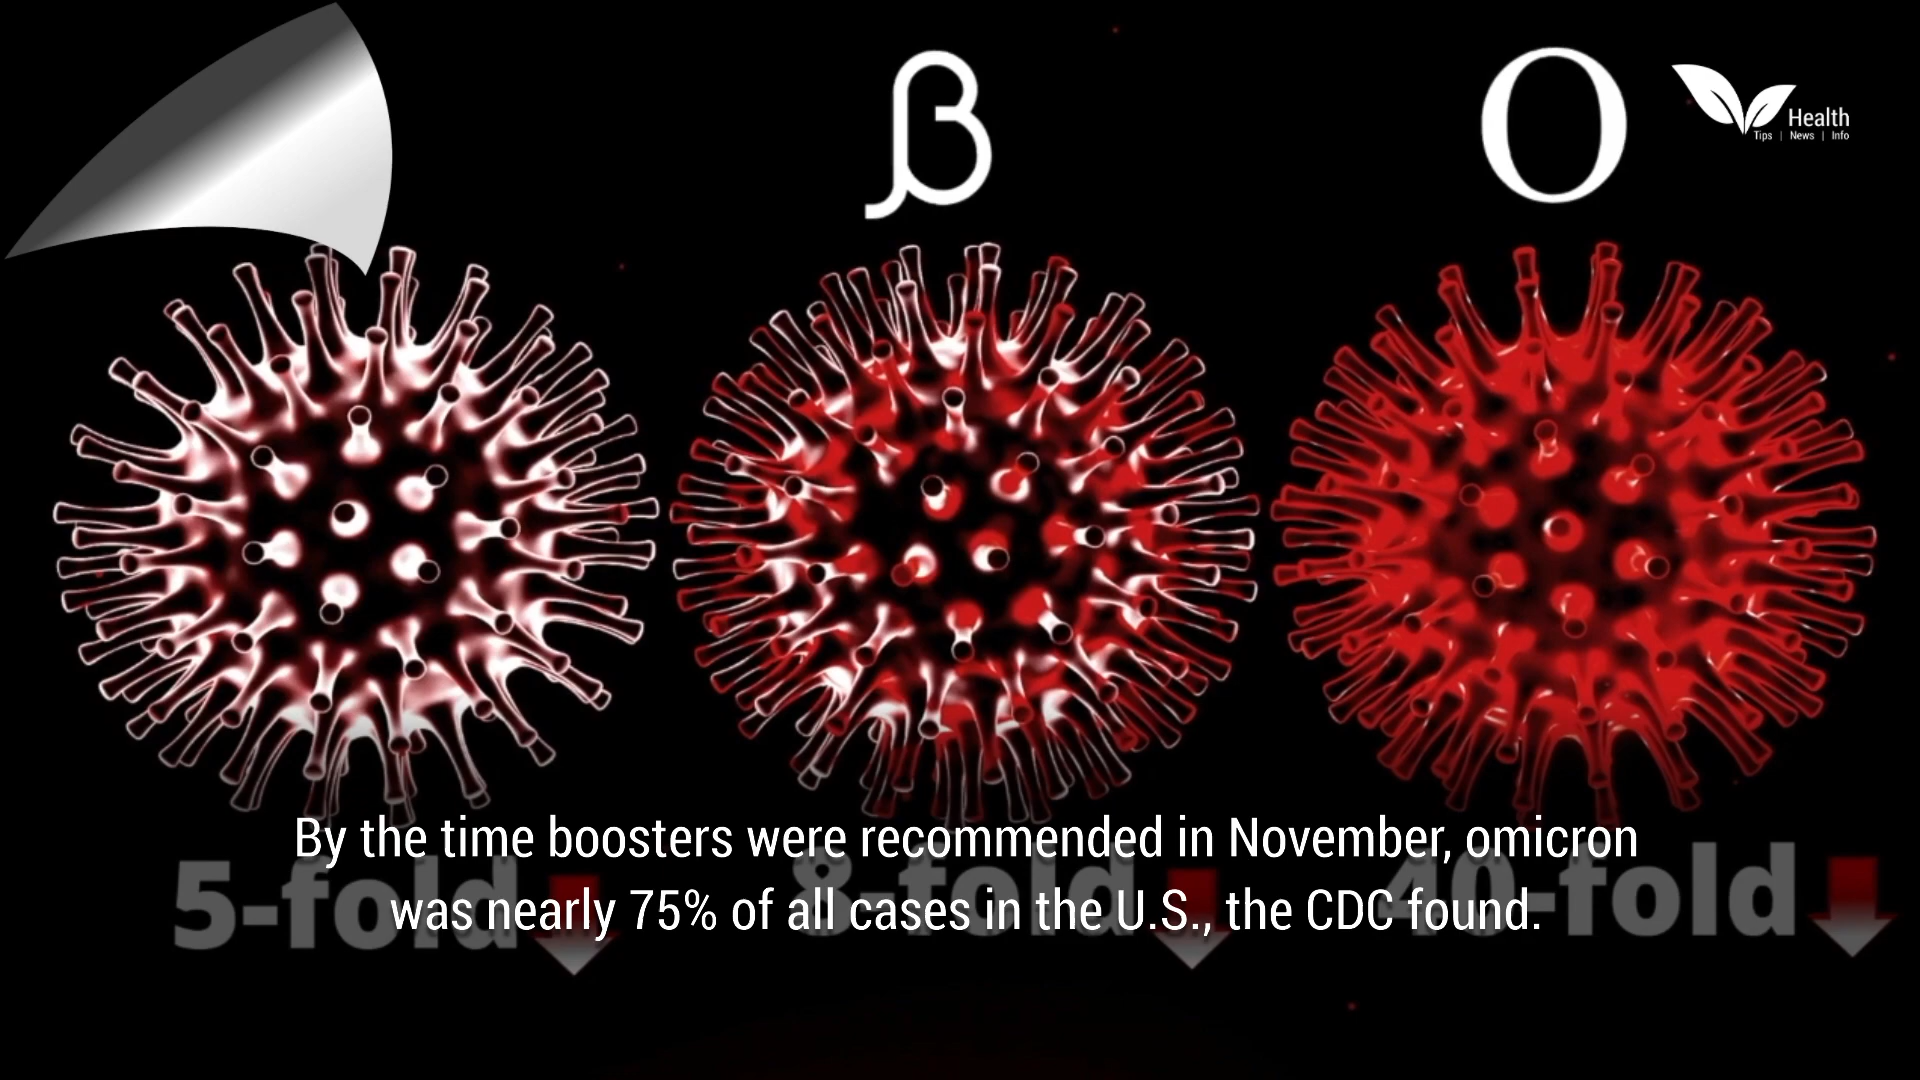 β
O
Health
Tips | News | Info
By the time boosters were recommended in November, omicron
was nearly 75% of all cases in the U.S., the CDC found.
5-fold
8-fold
40-fold